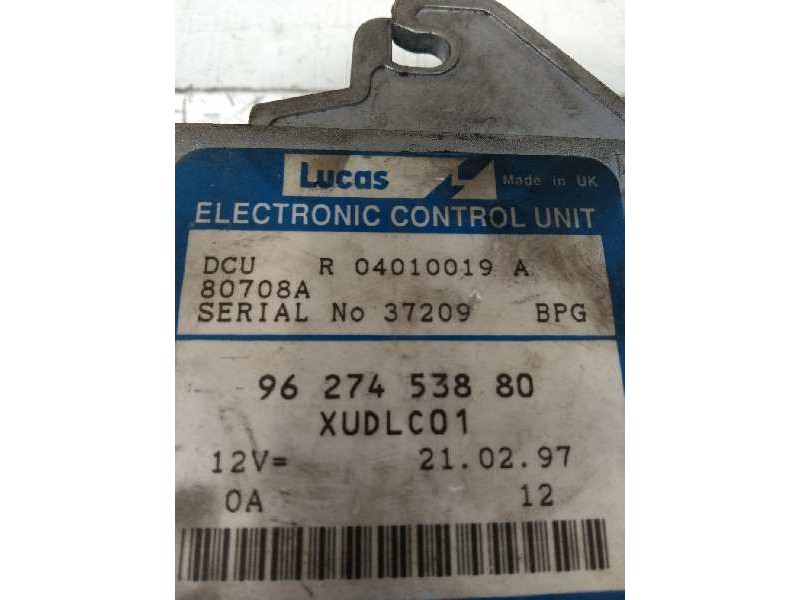 Lucas Made in UK
ELECTRONIC CONTROL UNIT
DCU R 04010019 A
80708A
SERIAL No 37209 BPG
96 274 538 80
XUDLC01
12V= 21.02.97
0A 12